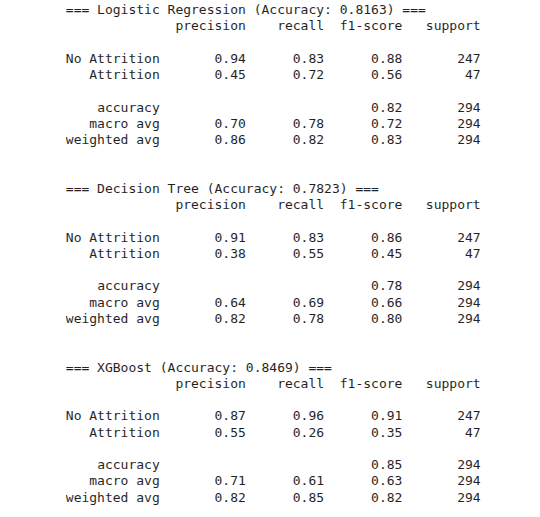 === Logistic Regression (Accuracy: 0.8163) ===
precision recall f1-score support
No Attrition 0.94 0.83 0.88 247
Attrition 0.45 0.72 0.56 47
accuracy 0.82 294
macro avg 0.70 0.78 0.72 294
weighted avg 0.86 0.82 0.83 294
=== Decision Tree (Accuracy: 0.7823) ===
precision recall f1-score support
No Attrition 0.91 0.83 0.86 247
Attrition 0.38 0.55 0.45 47
accuracy 0.78 294
macro avg 0.64 0.69 0.66 294
weighted avg 0.82 0.78 0.80 294
=== XGBoost (Accuracy: 0.8469) ===
precision recall f1-score support
No Attrition 0.87 0.96 0.91 247
Attrition 0.55 0.26 0.35 47
accuracy 0.85 294
macro avg 0.71 0.61 0.63 294
weighted avg 0.82 0.85 0.82 294